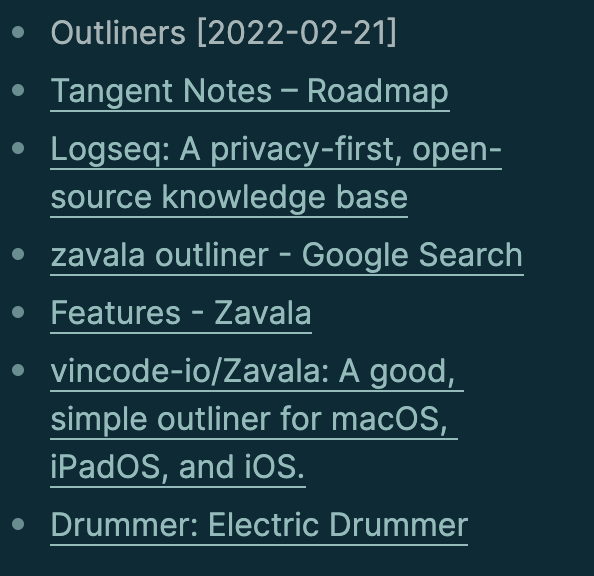 Outliners [2022-02-21]
Tangent Notes – Roadmap
Logseq: A privacy-first, open-
source knowledge base
zavala outliner - Google Search
Features - Zavala
vincode-io/Zavala: A good,
simple outliner for macOS,
iPadOS, and iOS.
Drummer: Electric Drummer